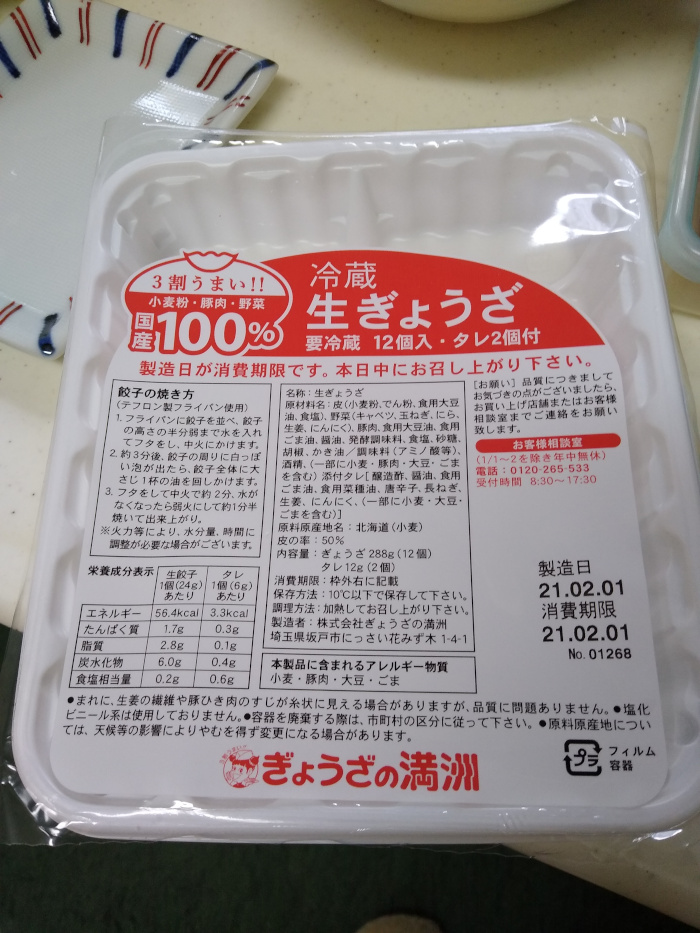 3割うまい!!
小麦粉・豚肉・野菜
国産100%
冷蔵
生ぎょうざ
要冷蔵 12個入・タレ2個付
製造日が消費期限です。本日中にお召し上がり下さい。
餃子の焼き方
(テフロン製フライパン使用)
1.フライパンに餃子を並べ、餃子
の高さの半分弱まで水を入れ
てフタをし、中火にかけます。
2.約3分後、餃子の周りに白っぽ
い泡が出たら、餃子全体に大
さじ1杯の油を回しかけます。
3.フタをして中火で約2分、水が
なくなったら弱火にして約1分半
焼いて出来上がり。
※火力等により、水分量、時間に
調整が必要な場合がございます。
栄養成分表示 生餃子1個(24g)あたり タレ1個(6g)あたり
エネルギー 56.4kcal 3.3kcal
たんぱく質 1.7g 0.3g
脂質 2.8g 0.1g
炭水化物 6.0g 0.4g
食塩相当量 0.2g 0.6g
名称:生ぎょうざ
原材料名:皮(小麦粉、でん粉、食用大豆
油、食塩)、野菜(キャベツ、玉ねぎ、にら、
生姜、にんにく)、豚肉、食用大豆油、食用
ごま油、醤油、発酵調味料、食塩、砂糖、
胡椒、かき油／調味料(アミノ酸等)、
酒精、(一部に小麦・豚肉・大豆・ごま
を含む) 添付タレ[醸造酢、醤油、食用
ごま油、食用菜種油、唐辛子、長ねぎ、
生姜、にんにく、(一部に小麦・大豆・
ごまを含む)]
原料原産地名:北海道(小麦)
皮の率:50%
内容量:ぎょうざ288g(12個)
タレ12g(2個)
消費期限:枠外右に記載
保存方法:10℃以下で保存して下さい。
調理方法:加熱してお召し上がり下さい。
製造者:株式会社ぎょうざの満洲
埼玉県坂戸市にっさい花みず木1-4-1
本製品に含まれるアレルギー物質
小麦・豚肉・大豆・ごま
[お願い]品質につきまして
お気づきの点がございましたら、
お買い上げ店舗またはお客様
相談室までご連絡をお願い
致します。
お客様相談室
(1/1〜2を除き年中無休)
電話:0120-265-533
受付時間 8:30〜17:30
製造日
21.02.01
消費期限
21.02.01
No.01268
●まれに、生姜の繊維や豚ひき肉のすじが糸状に見える場合がありますが、品質に問題ありません。●塩化
ビニール系は使用しておりません。●容器を廃棄する際は、市町村の区分に従って下さい。●原料原産地につい
ては、天候等の影響によりやむを得ず変更になる場合があります。
ぎょうざの満洲
プラ
フィルム
容器